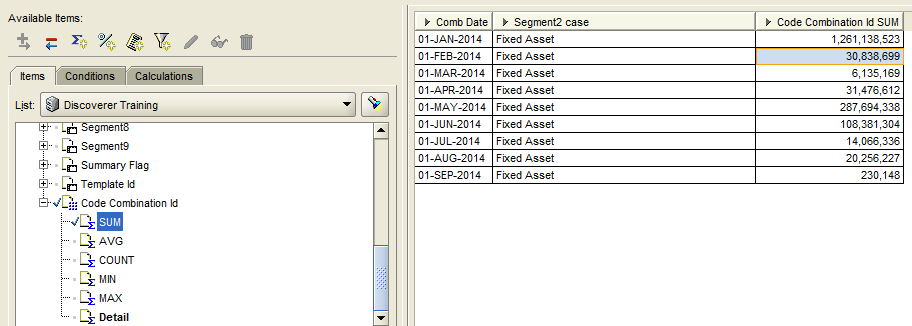 Available Items:
Items Conditions Calculations
List: Discoverer Training
Segment8
Segment9
Summary Flag
Template Id
Code Combination Id
SUM
AVG
COUNT
MIN
MAX
Detail
Comb Date Segment2 case Code Combination Id SUM
01-JAN-2014 Fixed Asset 1,261,138,523
01-FEB-2014 Fixed Asset 30,838,699
01-MAR-2014 Fixed Asset 6,135,169
01-APR-2014 Fixed Asset 31,476,612
01-MAY-2014 Fixed Asset 287,694,338
01-JUN-2014 Fixed Asset 108,381,304
01-JUL-2014 Fixed Asset 14,066,336
01-AUG-2014 Fixed Asset 20,256,227
01-SEP-2014 Fixed Asset 230,148